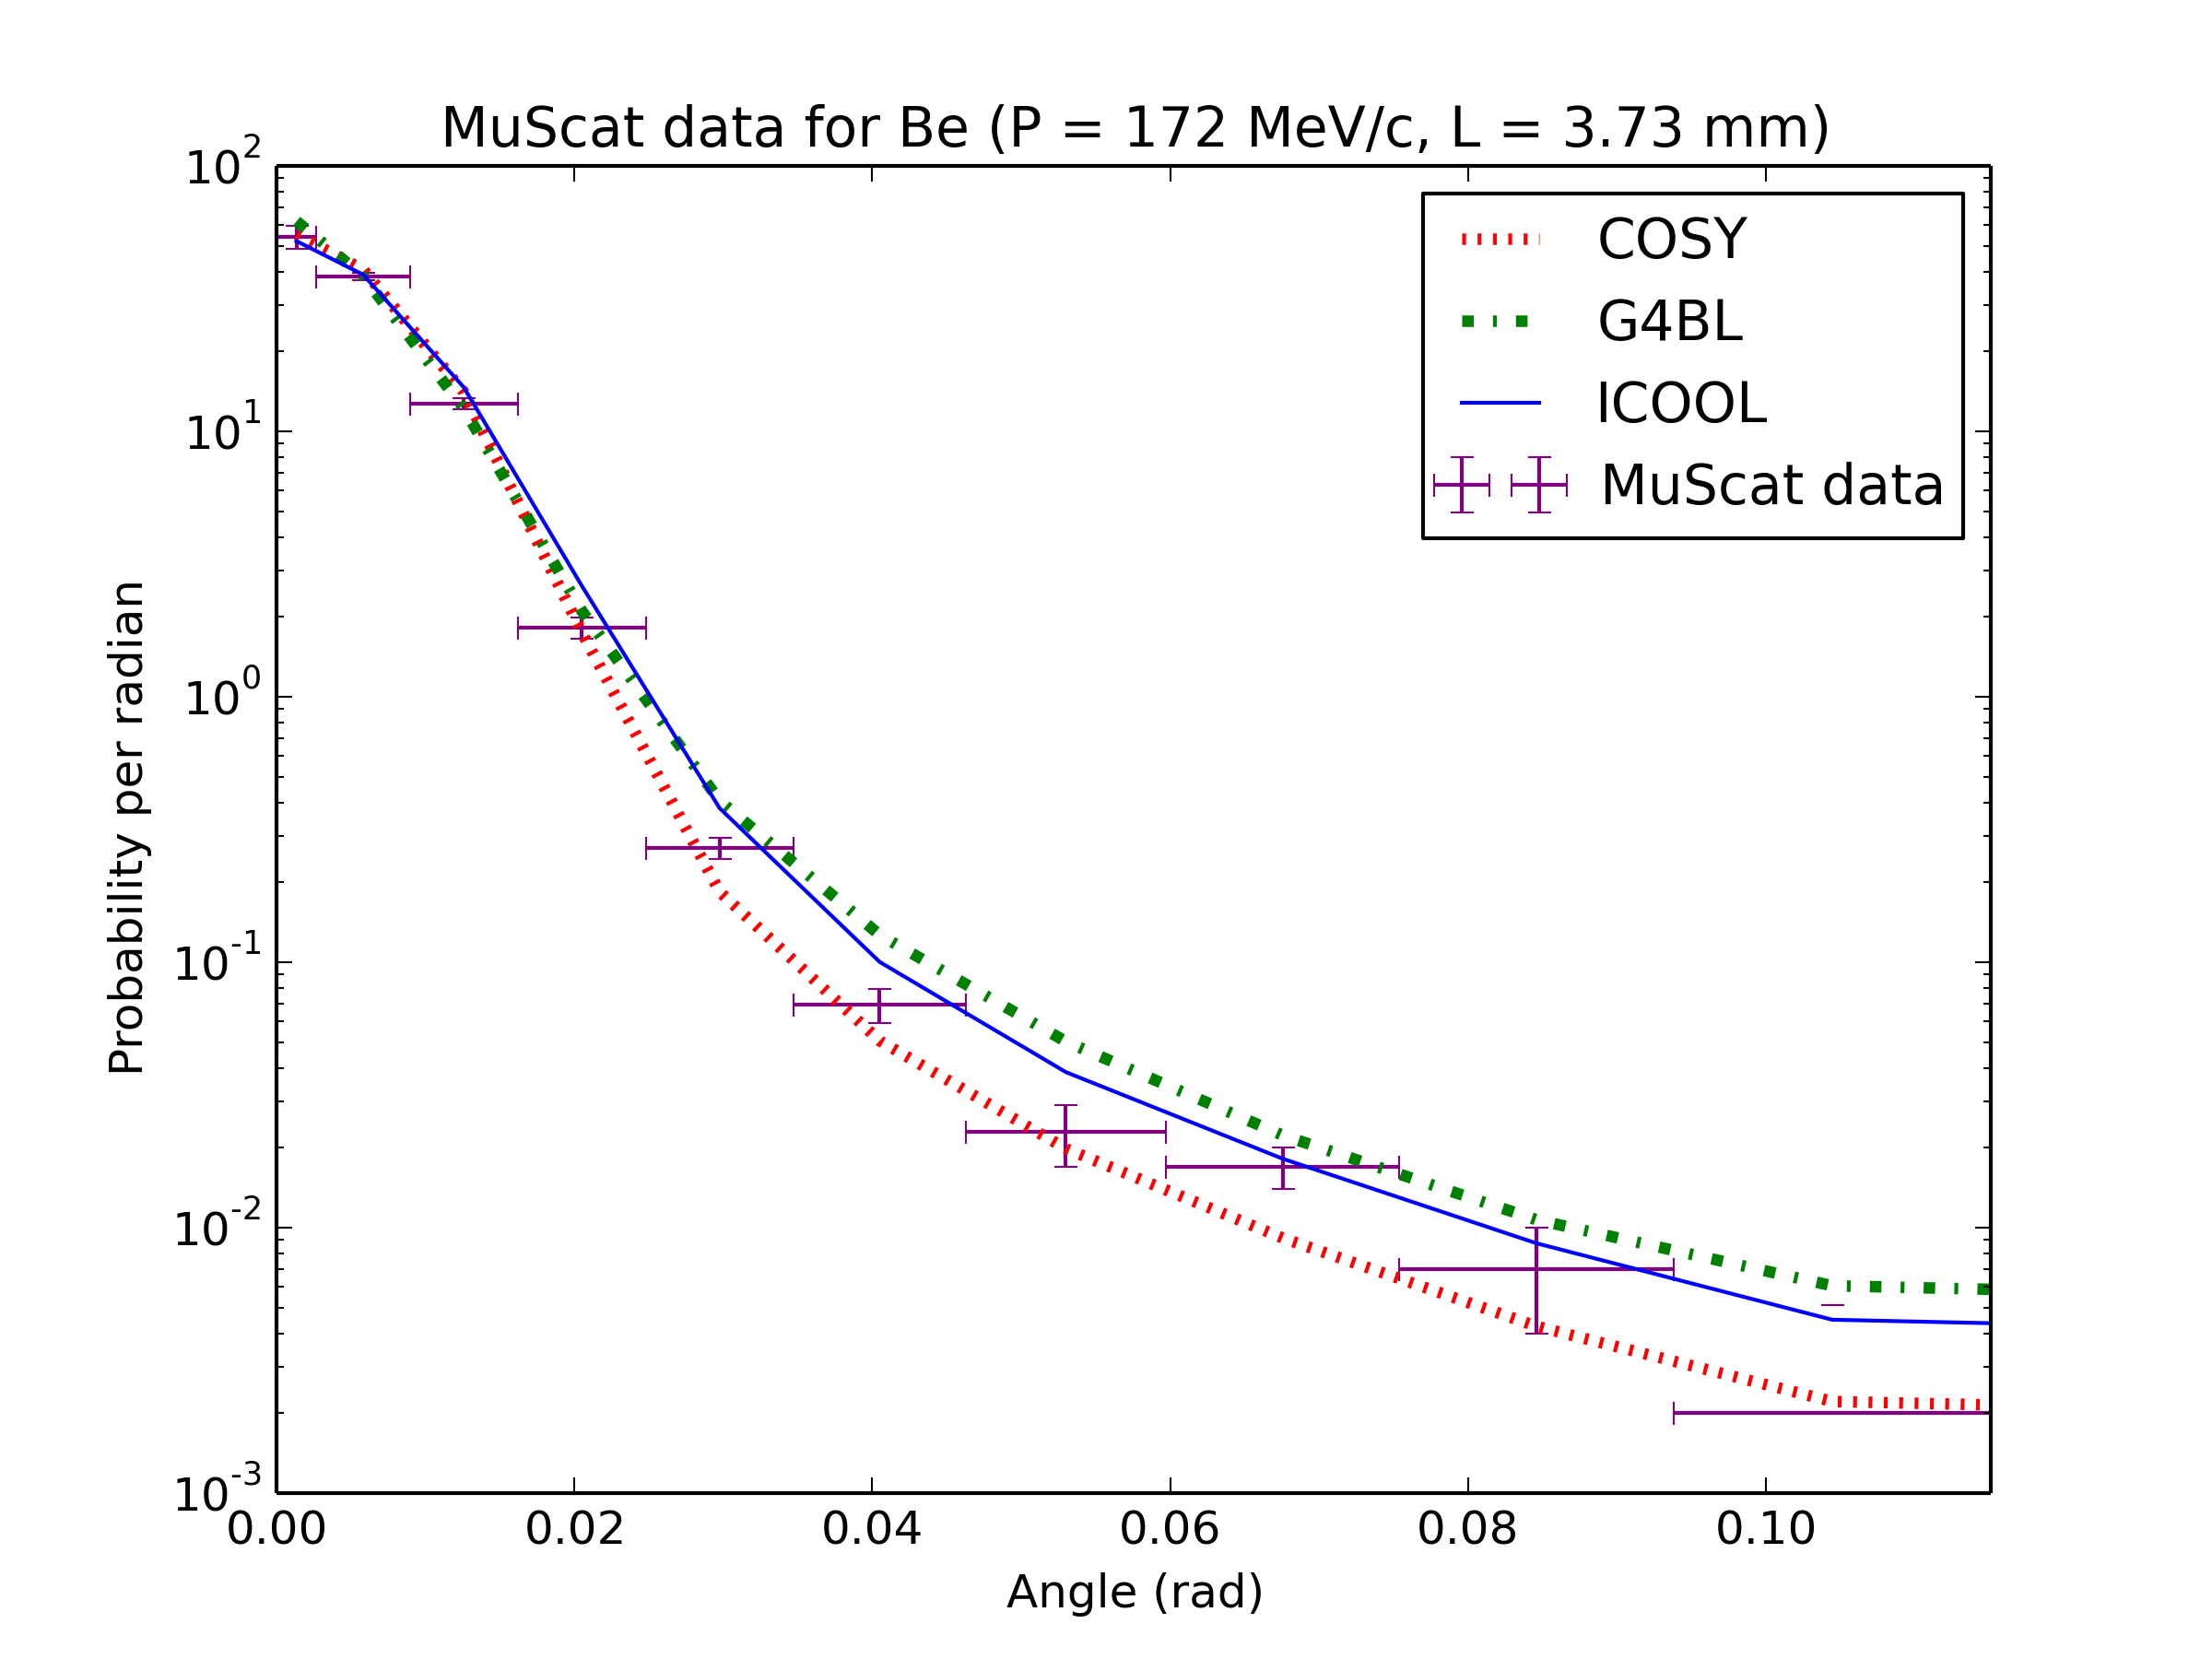 MuScat data for Be (P = 172 MeV/c, L = 3.73 mm)
10^2
10^1
10^0
10^-1
10^-2
10^-3
Probability per radian
COSY
G4BL
ICOOL
MuScat data
0.00 0.02 0.04 0.06 0.08 0.10
Angle (rad)